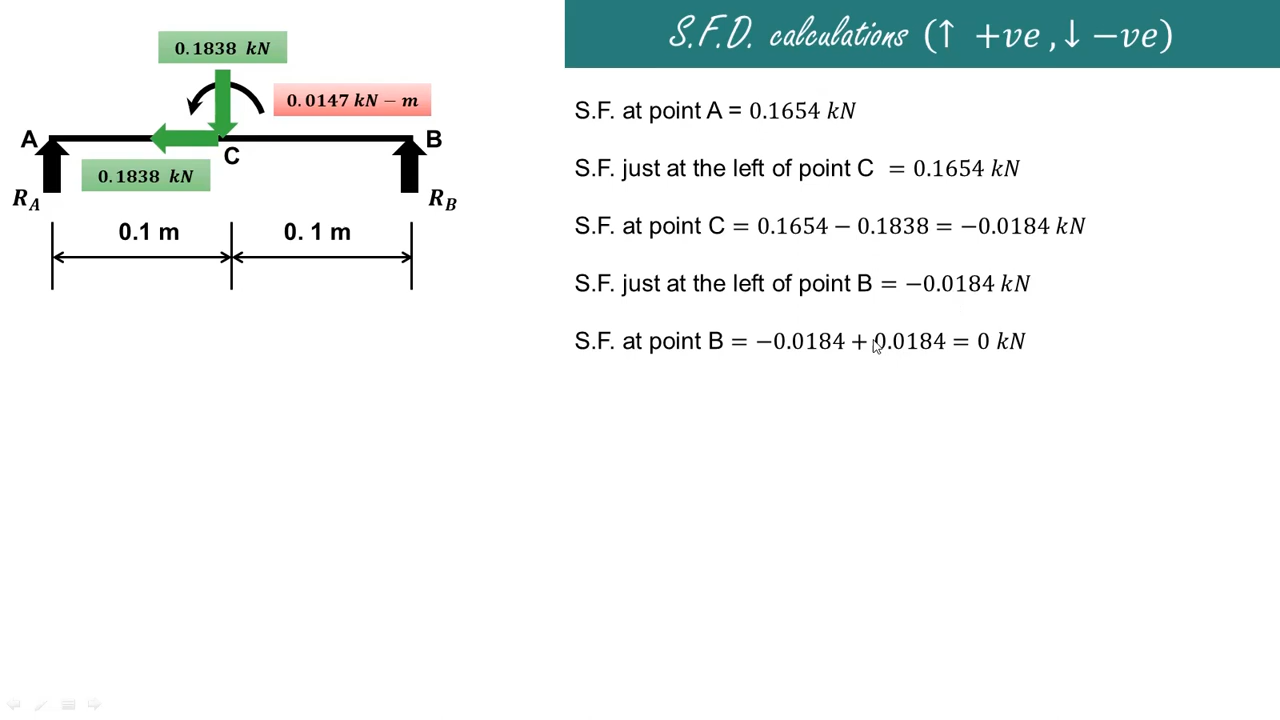 0.1838 kN
0.0147 kN − m
A
B
C
0.1838 kN
R_A
R_B
0.1 m
0. 1 m
S.F.D. calculations (↑ +ve ,↓ −ve)
S.F. at point A = 0.1654 kN
S.F. just at the left of point C = 0.1654 kN
S.F. at point C = 0.1654 − 0.1838 = −0.0184 kN
S.F. just at the left of point B = −0.0184 kN
S.F. at point B = −0.0184 + 0.0184 = 0 kN